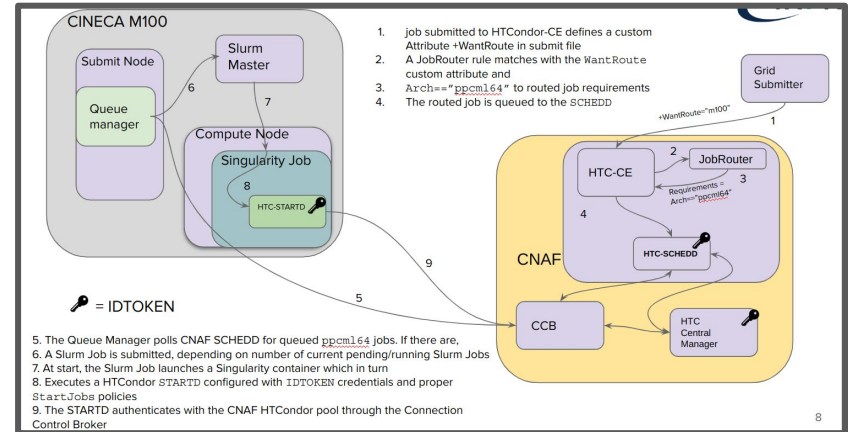 CINECA M100
Submit Node
Queue
manager
Slurm
Master
6
7
Compute Node
Singularity Job
8
HTC-STARTD
1. job submitted to HTCondor-CE defines a custom
Attribute +WantRoute in submit file
2. A JobRouter rule matches with the WantRoute
custom attribute and
3. Arch=="ppcml64" to routed job requirements
4. The routed job is queued to the SCHEDD
Grid
Submitter
+WantRoute="m100"
1
HTC-CE
2
JobRouter
3
Requirements =
Arch=="ppcml64"
4
CNAF
HTC-SCHEDD
9
5
CCB
HTC
Central
Manager
= IDTOKEN
5. The Queue Manager polls CNAF SCHEDD for queued ppcml64 jobs. If there are,
6. A Slurm Job is submitted, depending on number of current pending/running Slurm Jobs
7. At start, the Slurm Job launches a Singularity container which in turn
8. Executes a HTCondor STARTD configured with IDTOKEN credentials and proper
StartJobs policies
9. The STARTD authenticates with the CNAF HTCondor pool through the Connection
Control Broker
8